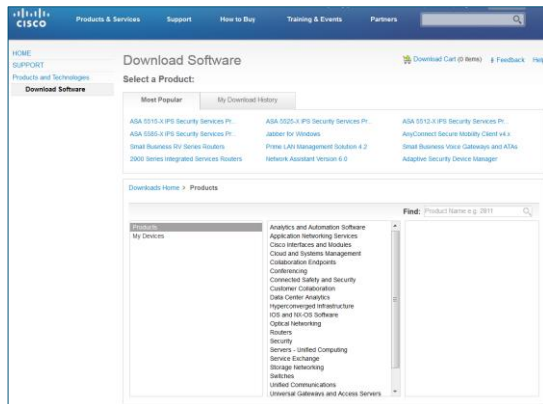 CISCO
Products & Services Support How to Buy Training & Events Partners
HOME
SUPPORT
Products and Technologies
Download Software
Download Software
Download Cart (0 items) Feedback Help
Select a Product:
Most Popular My Download History
ASA 5515-X IPS Security Services Pr.. ASA 5525-X IPS Security Services Pr.. ASA 5512-X IPS Security Services Pr..
ASA 5585-X IPS Security Services Pr.. Jabber for Windows AnyConnect Secure Mobility Client v4.x
Small Business RV Series Routers Prime LAN Management Solution 4.2 Small Business Voice Gateways and ATAs
2900 Series Integrated Services Routers Network Assistant Version 6.0 Adaptive Security Device Manager
Downloads Home > Products
Find: Product Name e.g. 2811
Products
My Devices
Analytics and Automation Software
Application Networking Services
Cisco Interfaces and Modules
Cloud and Systems Management
Collaboration Endpoints
Conferencing
Connected Safety and Security
Customer Collaboration
Data Center Analytics
Hyperconverged Infrastructure
IOS and NX-OS Software
Optical Networking
Routers
Security
Servers - Unified Computing
Service Exchange
Storage Networking
Switches
Unified Communications
Universal Gateways and Access Servers